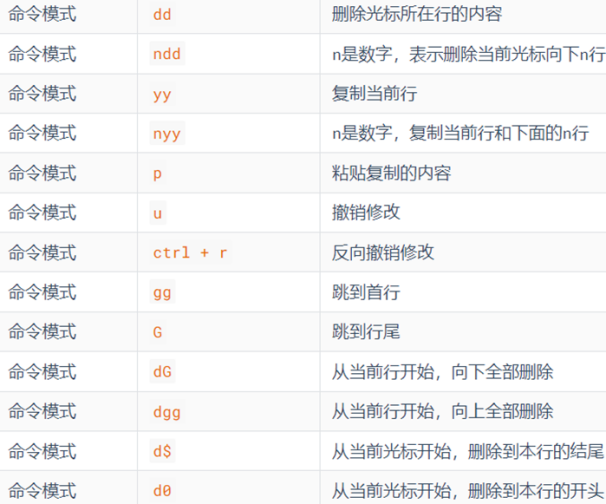 命令模式 dd 删除光标所在行的内容
命令模式 ndd n是数字，表示删除当前光标向下n行
命令模式 yy 复制当前行
命令模式 nyy n是数字，复制当前行和下面的n行
命令模式 p 粘贴复制的内容
命令模式 u 撤销修改
命令模式 ctrl + r 反向撤销修改
命令模式 gg 跳到首行
命令模式 G 跳到行尾
命令模式 dG 从当前行开始，向下全部删除
命令模式 dgg 从当前行开始，向上全部删除
命令模式 d$ 从当前光标开始，删除到本行的结尾
命令模式 d0 从当前光标开始，删除到本行的开头